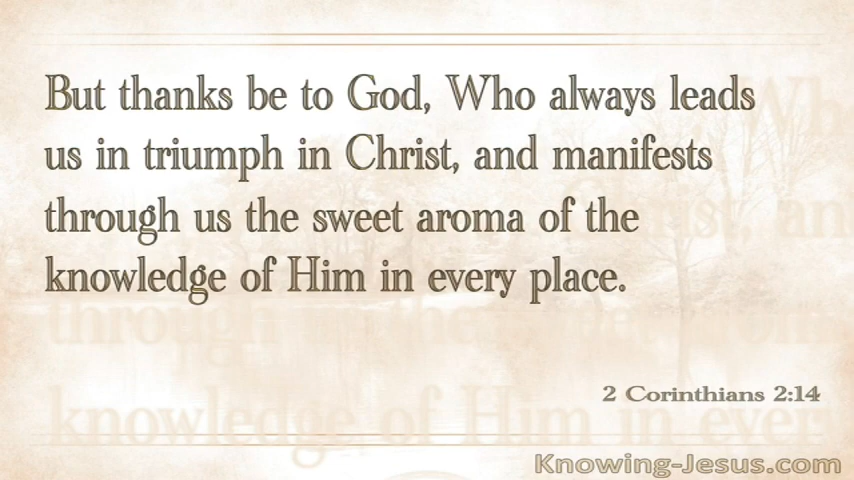 But thanks be to God, Who always leads
us in triumph in Christ, and manifests
through us the sweet aroma of the
knowledge of Him in every place.
2 Corinthians 2:14
Knowing-Jesus.com